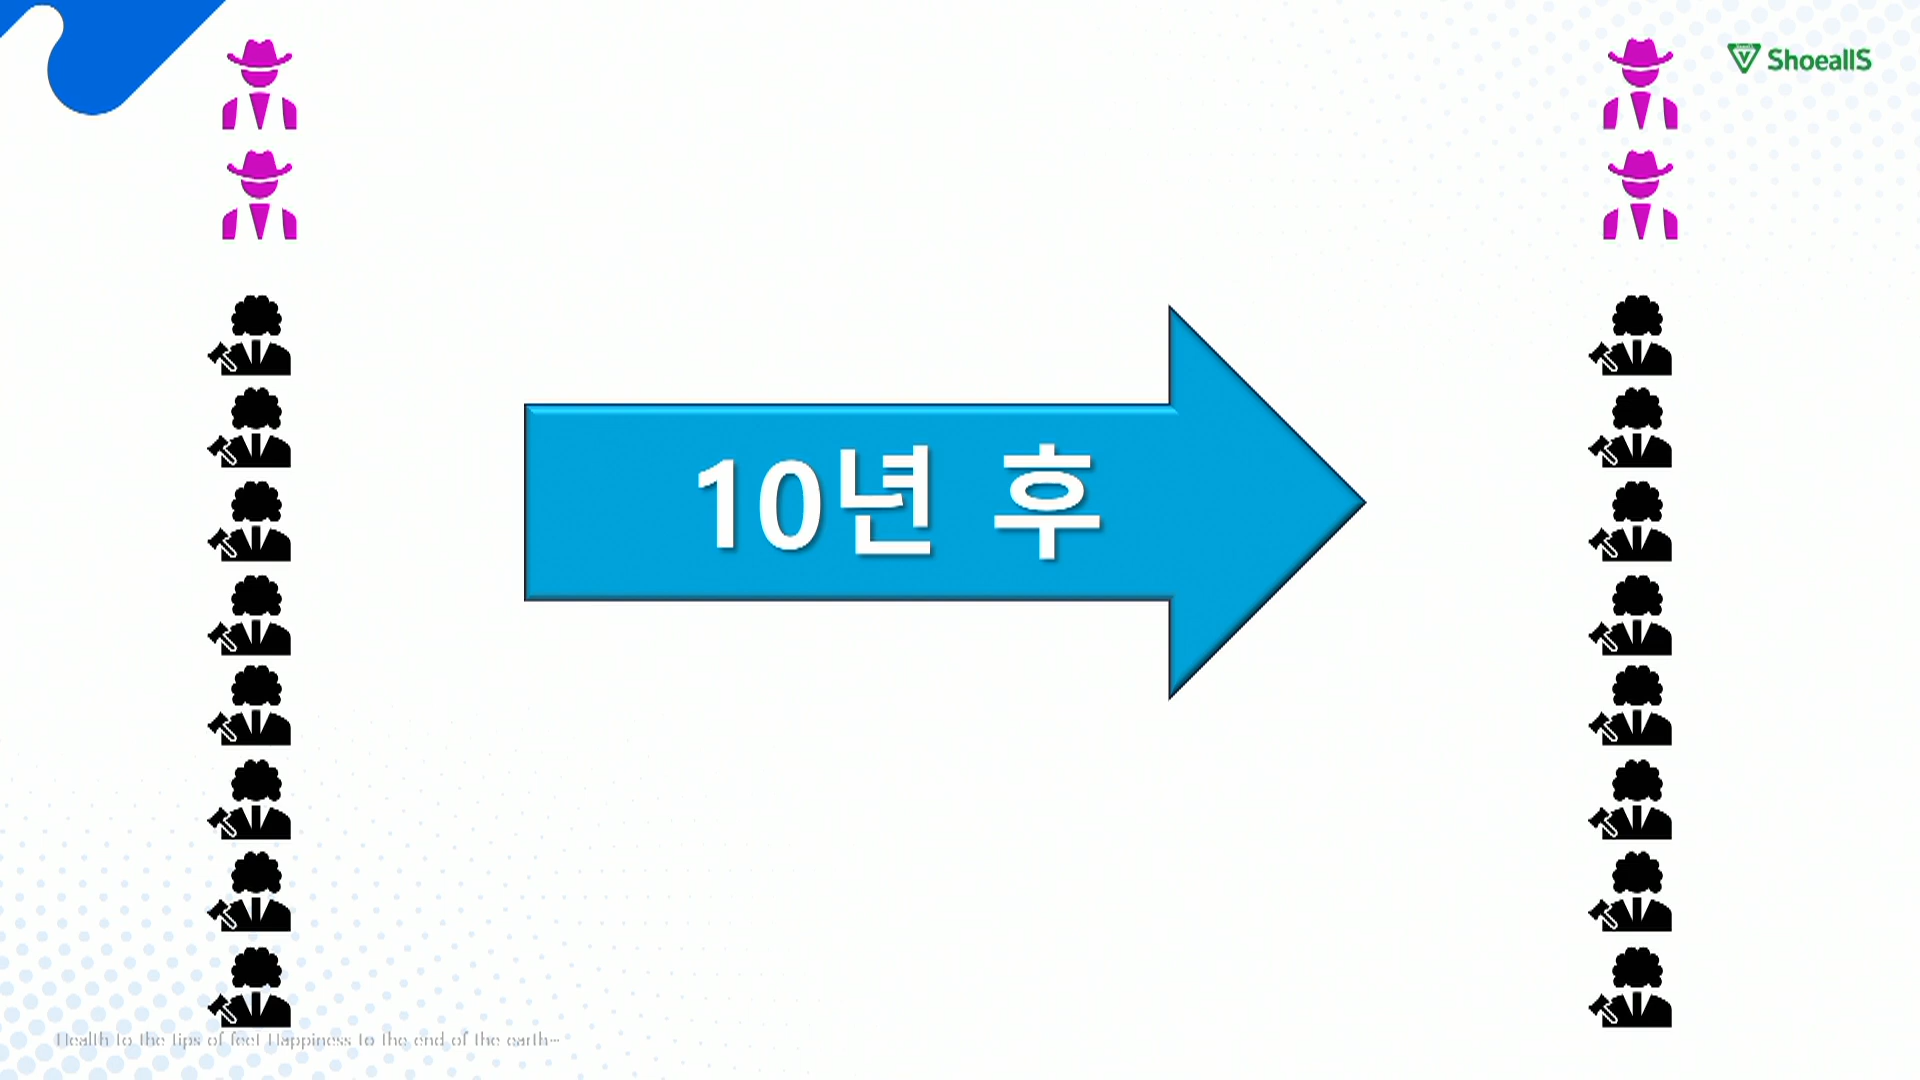 ShoeallS
10년 후
Health to the tips of feet Happiness to the end of the earth···